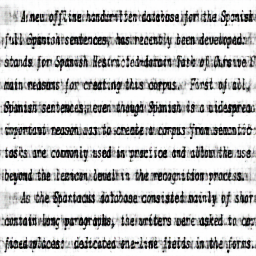 A new offline handwritten database for the Spanish
full Spanish sentences, has recently been developed:
stands for Spanish Restricted-domain Task of Cursive
main reasons for creating this corpus. First of all,
Spanish sentences, even though Spanish is a widespread
important reason was to create a corpus from semantic
tasks are commonly used in practice and allow the use
beyond the lexicon level in the recognition process.
As the Spartacus database consisted mainly of short
contain long paragraphs, the writers were asked to
fixed places: dedicated one-line fields in the forms.